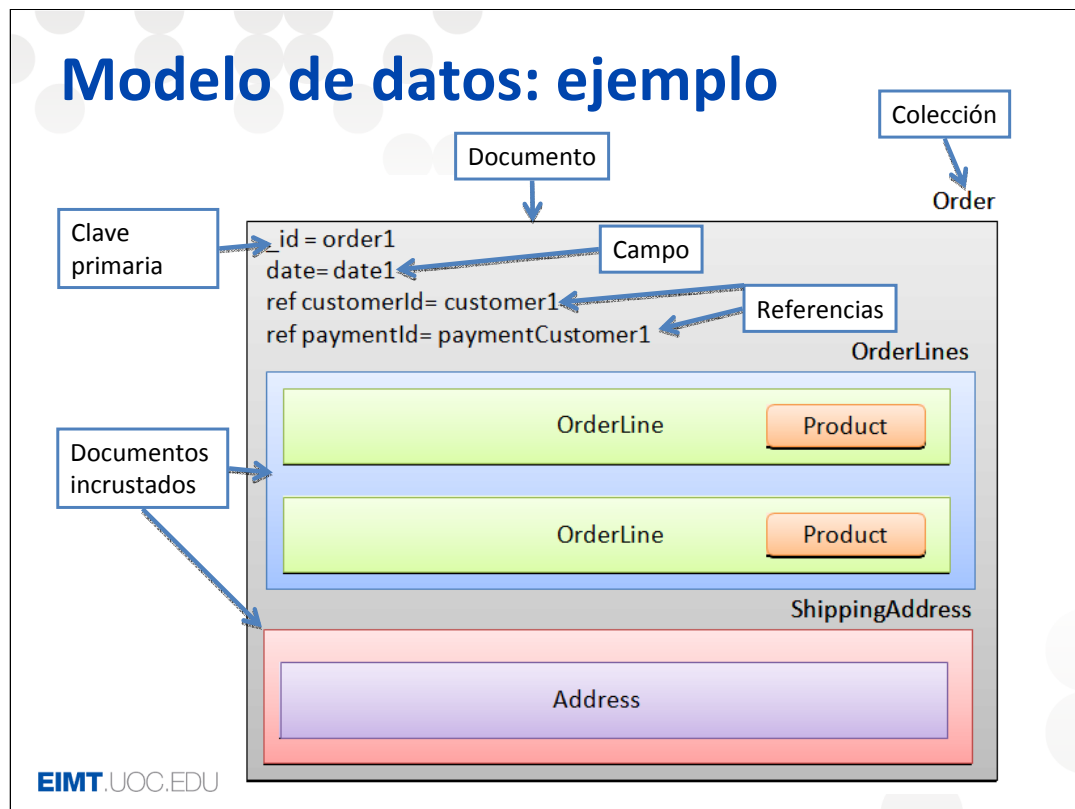 Modelo de datos: ejemplo
Colección
Documento
Order
Clave
primaria
_id = order1
Campo
date= date1
ref customerId= customer1
Referencias
ref paymentId= paymentCustomer1
OrderLines
OrderLine
Product
Documentos
incrustados
OrderLine
Product
ShippingAddress
Address
EIMT.UOC.EDU